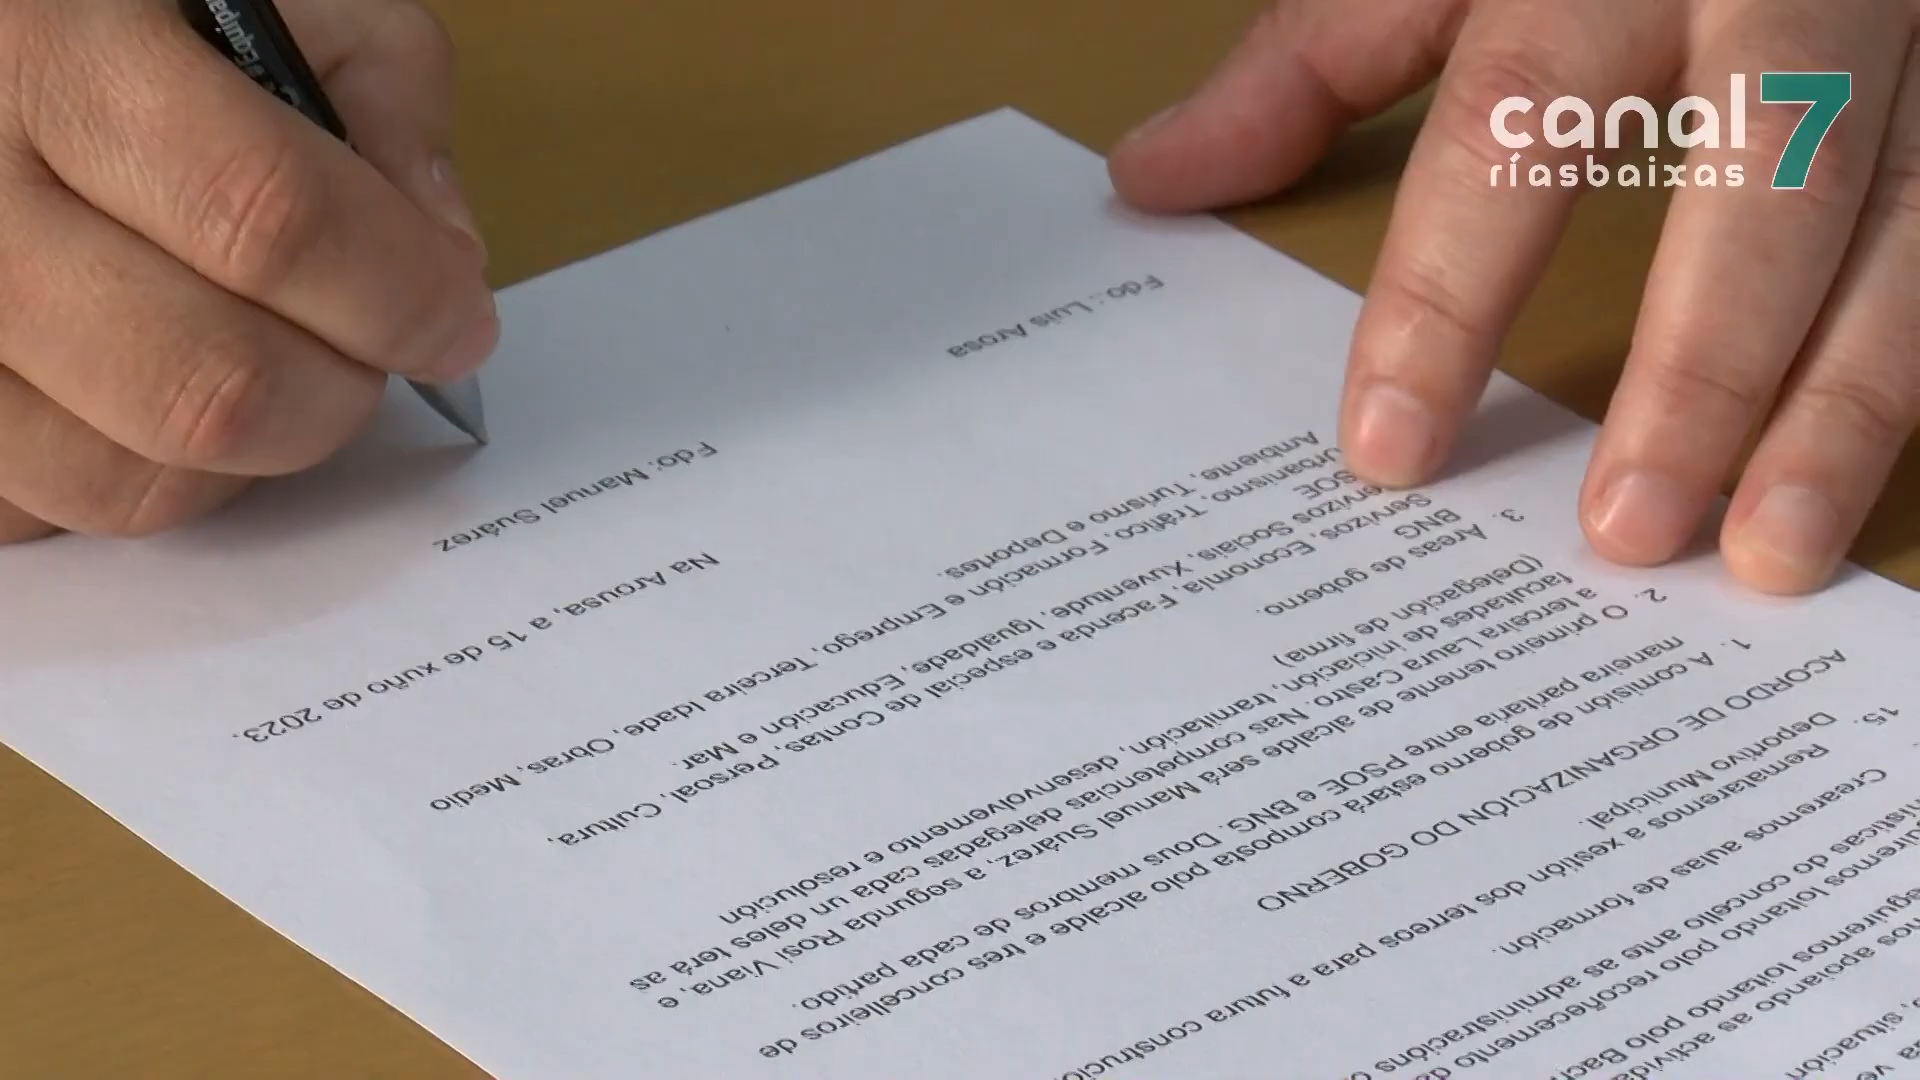 canal 7
ríasbaixas
e Equipa
15.
Crearemos aulas de formación.
Remataremos a xestión dos terreos para a futura construción
Deportivo Municipal.
ACORDO DE ORGANIZACIÓN DO GOBERNO
1. A comisión de goberno estará composta polo alcalde e tres concelleiros de
maneira paritaria entre PSOE e BNG. Dous membros de cada partido.
2. O primeiro tenente de alcalde será Manuel Suárez, a segunda Rosi Viana, e
a terceira Laura Castro. Nas competencias delegadas cada un deles terá as
facultades de iniciación, tramitación, desenvolvemento e resolución
(Delegación de firma)
3. Áreas de goberno.
BNG
Servizos, Economía, Facenda e especial de Contas, Persoal, Cultura,
Servizos Sociais, Xuventude, Igualdade, Educación e Mar.
PSOE
Urbanismo, Tráfico, Formación e Emprego, Terceira Idade, Obras, Medio
Ambiente, Turismo e Deportes.
Na Arousa, a 15 de xuño de 2023.
Fdo.: Luis Arosa
Fdo: Manuel Suárez